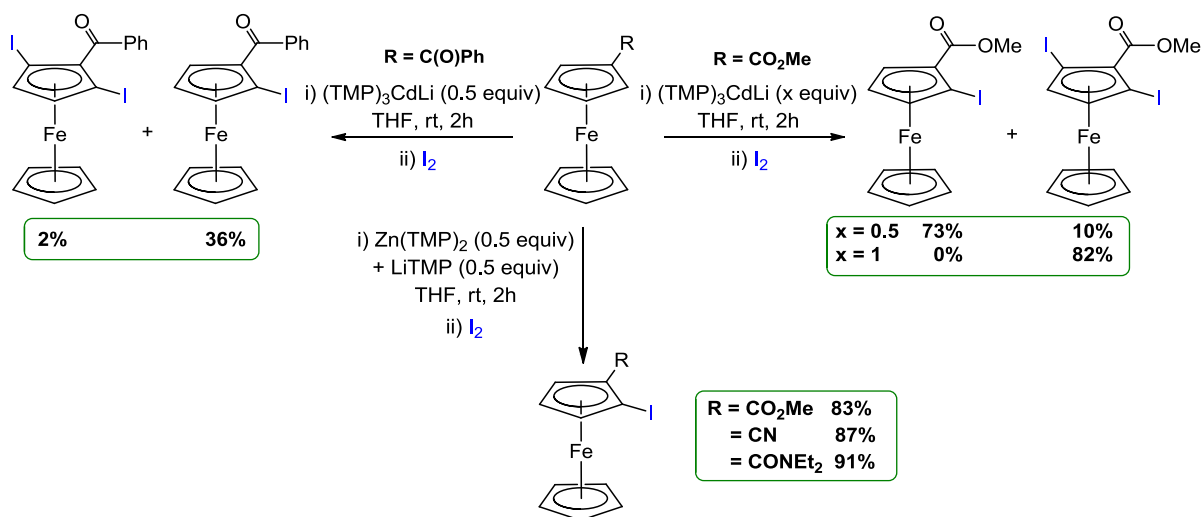 I
O
Ph
I
Fe
+
O
Ph
I
Fe
2% 36%
R = C(O)Ph
i) (TMP)₃CdLi (0.5 equiv)
THF, rt, 2h
ii) I₂
R
Fe
R = CO₂Me
i) (TMP)₃CdLi (x equiv)
THF, rt, 2h
ii) I₂
O
OMe
I
Fe
+
I
O
OMe
I
Fe
x = 0.5 73% 10%
x = 1 0% 82%
i) Zn(TMP)₂ (0.5 equiv)
+ LiTMP (0.5 equiv)
THF, rt, 2h
ii) I₂
R
I
Fe
R = CO₂Me 83%
= CN 87%
= CONEt₂ 91%